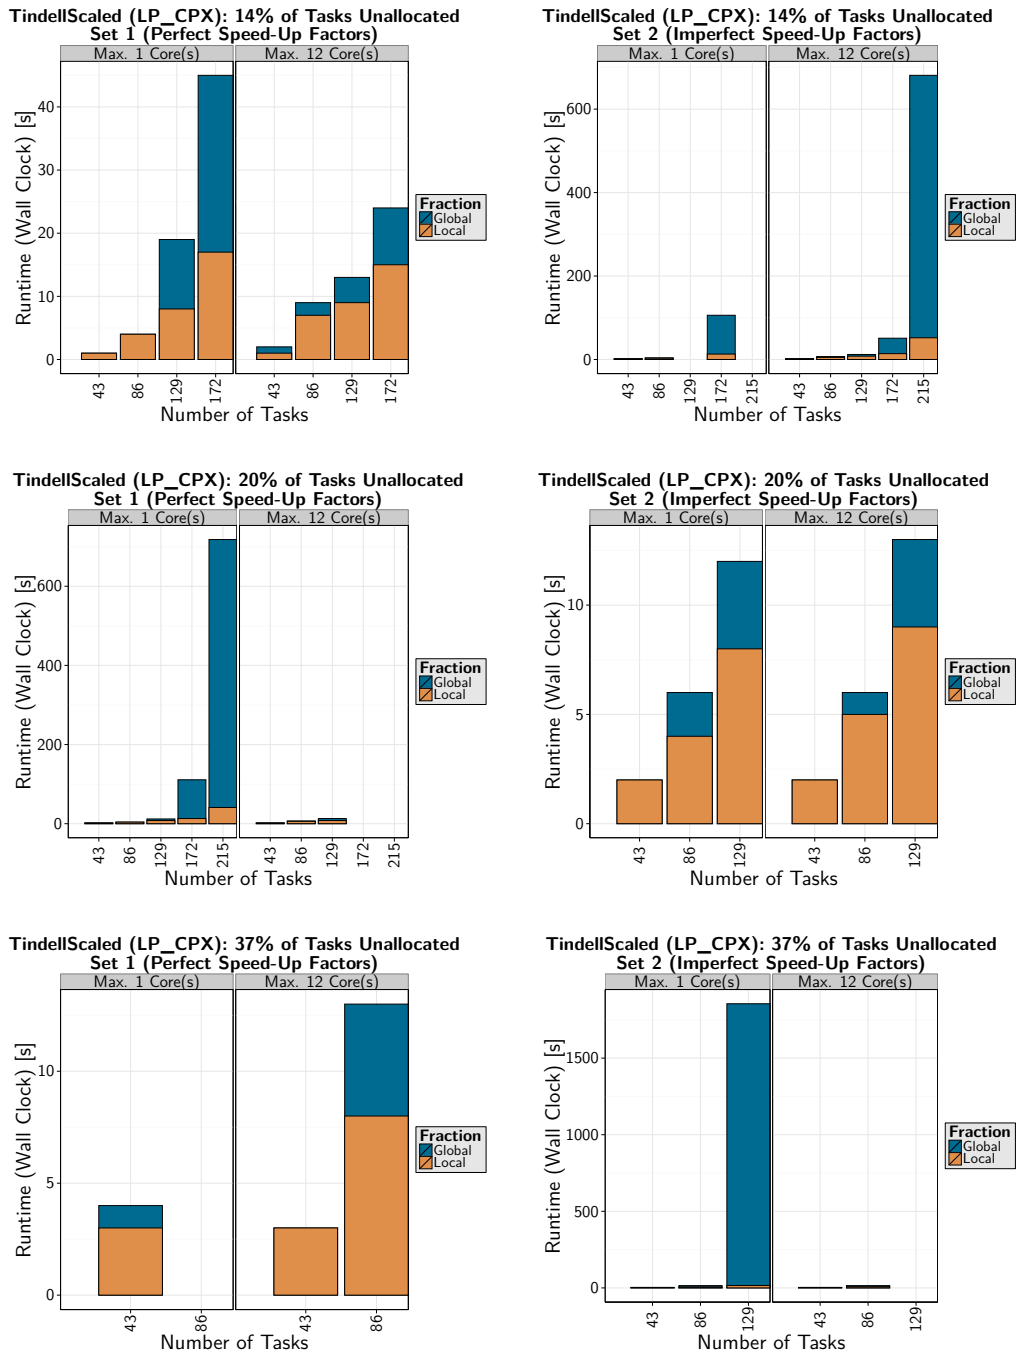 TindellScaled (LP_CPX): 14% of Tasks Unallocated
Set 1 (Perfect Speed-Up Factors)
Max. 1 Core(s)
Max. 12 Core(s)
Runtime (Wall Clock) [s]
40
30
20
10
0
43
86
129
172
43
86
129
172
Number of Tasks
Fraction
Global
Local
TindellScaled (LP_CPX): 14% of Tasks Unallocated
Set 2 (Imperfect Speed-Up Factors)
Max. 1 Core(s)
Max. 12 Core(s)
Runtime (Wall Clock) [s]
600
400
200
0
43
86
129
172
215
43
86
129
172
215
Number of Tasks
Fraction
Global
Local
TindellScaled (LP_CPX): 20% of Tasks Unallocated
Set 1 (Perfect Speed-Up Factors)
Max. 1 Core(s)
Max. 12 Core(s)
Runtime (Wall Clock) [s]
600
400
200
0
43
86
129
172
215
43
86
129
172
215
Number of Tasks
Fraction
Global
Local
TindellScaled (LP_CPX): 20% of Tasks Unallocated
Set 2 (Imperfect Speed-Up Factors)
Max. 1 Core(s)
Max. 12 Core(s)
Runtime (Wall Clock) [s]
10
5
0
43
86
129
43
86
129
Number of Tasks
Fraction
Global
Local
TindellScaled (LP_CPX): 37% of Tasks Unallocated
Set 1 (Perfect Speed-Up Factors)
Max. 1 Core(s)
Max. 12 Core(s)
Runtime (Wall Clock) [s]
10
5
0
43
86
43
86
Number of Tasks
Fraction
Global
Local
TindellScaled (LP_CPX): 37% of Tasks Unallocated
Set 2 (Imperfect Speed-Up Factors)
Max. 1 Core(s)
Max. 12 Core(s)
Runtime (Wall Clock) [s]
1500
1000
500
0
43
86
129
43
86
129
Number of Tasks
Fraction
Global
Local